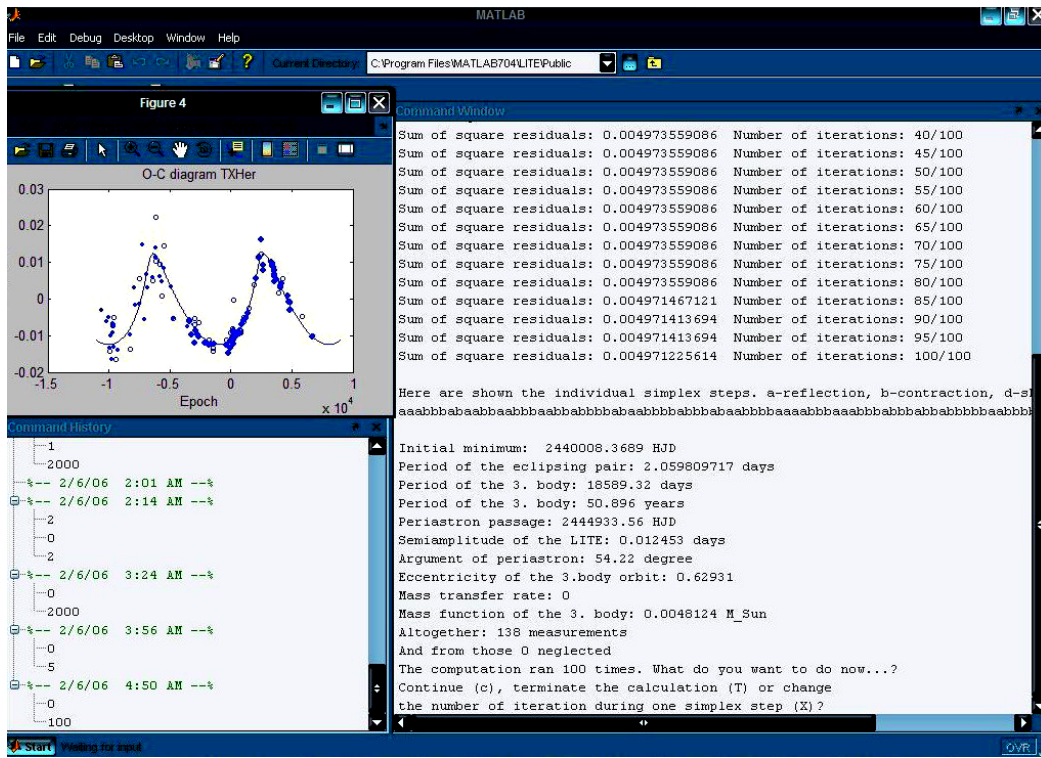 MATLAB
File Edit Debug Desktop Window Help
Current Directory: C:\Program Files\MATLAB704\LITE\Public
Figure 4
O-C diagram TXHer
0.03
0.02
0.01
0
-0.01
-0.02
-1.5 -1 -0.5 0 0.5 1
x 10^4
Epoch
Command History
1
2000
%-- 2/6/06 2:01 AM --%
%-- 2/6/06 2:14 AM --%
2
0
2
%-- 2/6/06 3:24 AM --%
0
2000
%-- 2/6/06 3:56 AM --%
0
5
%-- 2/6/06 4:50 AM --%
0
100
Command Window
Sum of square residuals: 0.004973559086 Number of iterations: 40/100
Sum of square residuals: 0.004973559086 Number of iterations: 45/100
Sum of square residuals: 0.004973559086 Number of iterations: 50/100
Sum of square residuals: 0.004973559086 Number of iterations: 55/100
Sum of square residuals: 0.004973559086 Number of iterations: 60/100
Sum of square residuals: 0.004973559086 Number of iterations: 65/100
Sum of square residuals: 0.004973559086 Number of iterations: 70/100
Sum of square residuals: 0.004973559086 Number of iterations: 75/100
Sum of square residuals: 0.004973559086 Number of iterations: 80/100
Sum of square residuals: 0.004971467121 Number of iterations: 85/100
Sum of square residuals: 0.004971413694 Number of iterations: 90/100
Sum of square residuals: 0.004971413694 Number of iterations: 95/100
Sum of square residuals: 0.004971225614 Number of iterations: 100/100
Here are shown the individual simplex steps. a-reflection, b-contraction,
Initial minimum: 2440008.3689 HJD
Period of the eclipsing pair: 2.059809717 days
Period of the 3. body: 18589.32 days
Period of the 3. body: 50.896 years
Periastron passage: 2444933.56 HJD
Semiamplitude of the LITE: 0.012453 days
Argument of periastron: 54.22 degree
Eccentricity of the 3.body orbit: 0.62931
Mass transfer rate: 0
Mass function of the 3. body: 0.0048124 M_Sun
Altogether: 138 measurements
And from those 0 neglected
The computation ran 100 times. What do you want to do now...?
Continue (c), terminate the calculation (T) or change
the number of iteration during one simplex step (X)?
Start Waiting for input
OVR